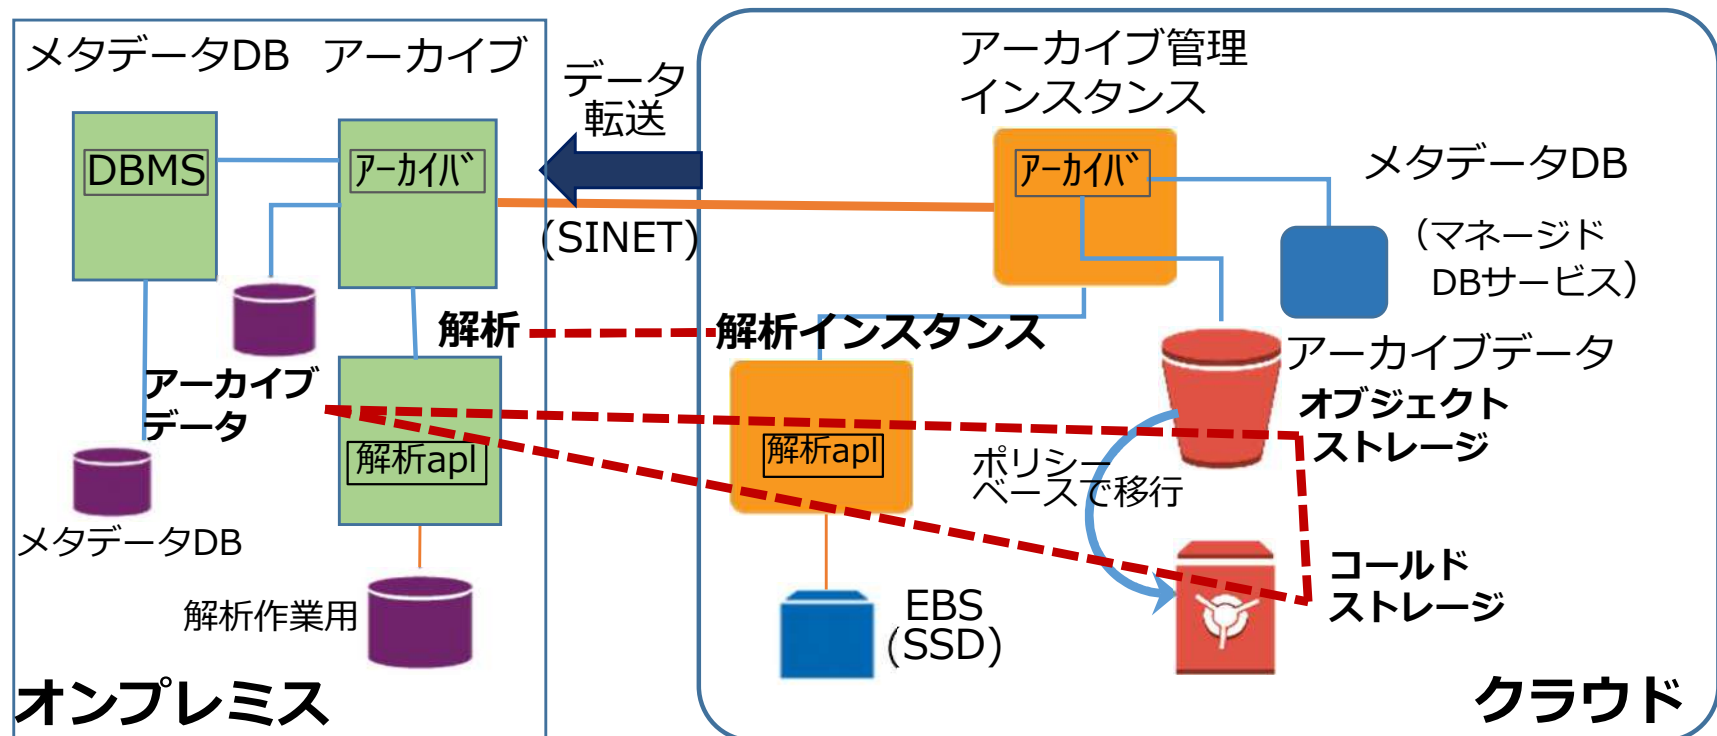 メタデータDB
アーカイブ
データ
転送
アーカイブ管理
インスタンス
DBMS
ｱｰｶｲﾊﾞ
ｱｰｶｲﾊﾞ
メタデータDB
(SINET)
（マネージド
DBサービス）
解析
解析インスタンス
アーカイブデータ
アーカイブ
データ
オブジェクト
ストレージ
解析apl
解析apl
ポリシー
ベースで移行
メタデータDB
コールド
ストレージ
解析作業用
EBS
(SSD)
オンプレミス
クラウド